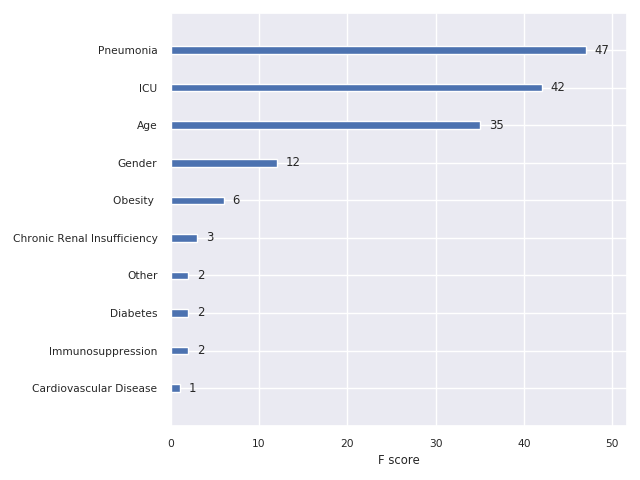 Pneumonia 47
ICU 42
Age 35
Gender 12
Obesity 6
Chronic Renal Insufficiency 3
Other 2
Diabetes 2
Immunosuppression 2
Cardiovascular Disease 1
0 10 20 30 40 50
F score